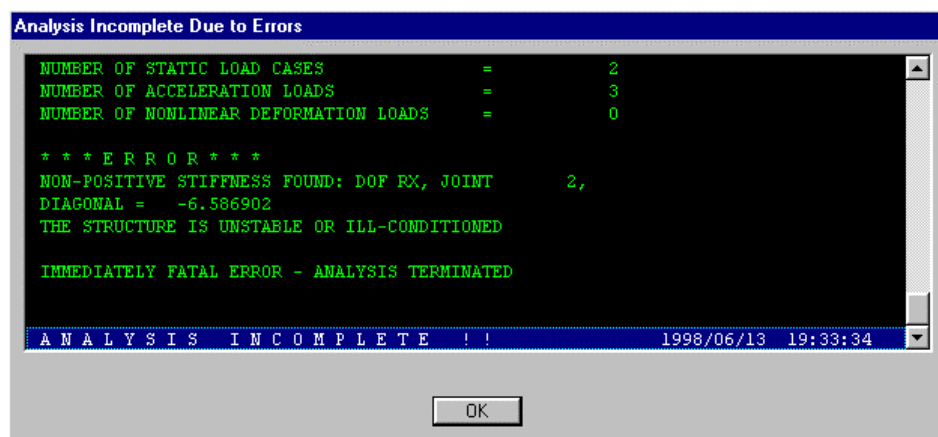 Analysis Incomplete Due to Errors
NUMBER OF STATIC LOAD CASES = 2
NUMBER OF ACCELERATION LOADS = 3
NUMBER OF NONLINEAR DEFORMATION LOADS = 0
* * * E R R O R * * *
NON-POSITIVE STIFFNESS FOUND: DOF RX, JOINT 2,
DIAGONAL = -6.586902
THE STRUCTURE IS UNSTABLE OR ILL-CONDITIONED
IMMEDIATELY FATAL ERROR - ANALYSIS TERMINATED
A N A L Y S I S I N C O M P L E T E ! ! 1998/06/13 19:33:34
OK